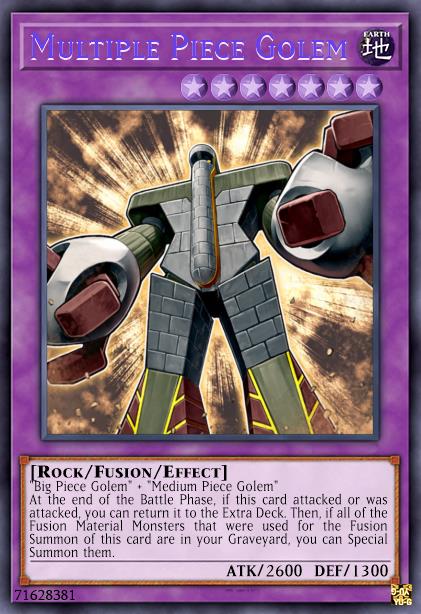 MULTIPLE PIECE GOLEM
EARTH
地
[ROCK/FUSION/EFFECT]
"Big Piece Golem" + "Medium Piece Golem"
At the end of the Battle Phase, if this card attacked or was
attacked, you can return it to the Extra Deck. Then, if all of the
Fusion Material Monsters that were used for the Fusion
Summon of this card are in your Graveyard, you can Special
Summon them.
ATK/2600 DEF/1300
71628381